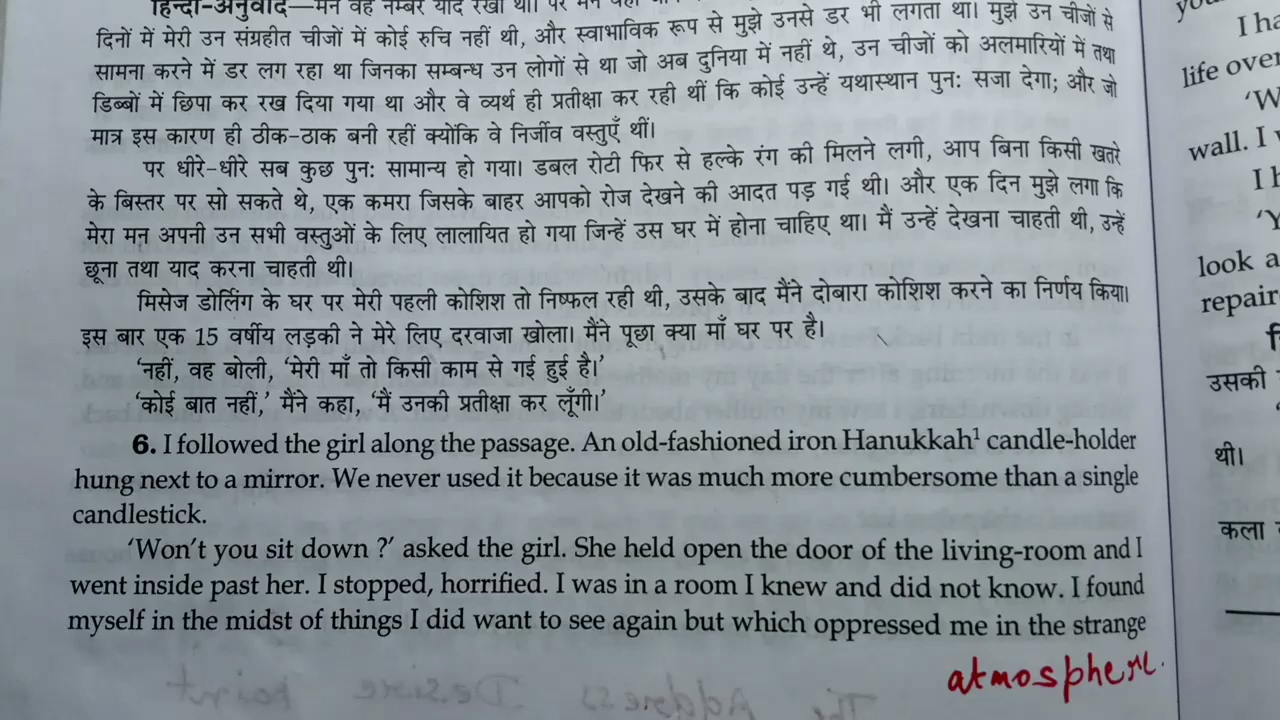 हिन्दी-अनुवाद—मैंने वह नम्बर याद रखा था। पर मैंने
दिनों में मेरी उन संग्रहीत चीजों में कोई रुचि नहीं थी, और स्वाभाविक रूप से मुझे उनसे डर भी लगता था। मुझे उन चीजों से
सामना करने में डर लग रहा था जिनका सम्बन्ध उन लोगों से था जो अब दुनिया में नहीं थे, उन चीजों को अलमारियों में तथा
डिब्बों में छिपा कर रख दिया गया था और वे व्यर्थ ही प्रतीक्षा कर रही थीं कि कोई उन्हें यथास्थान पुनः सजा देगा; और जो
मात्र इस कारण ही ठीक-ठाक बनी रहीं क्योंकि वे निर्जीव वस्तुएँ थीं।
पर धीरे-धीरे सब कुछ पुनः सामान्य हो गया। डबल रोटी फिर से हल्के रंग की मिलने लगी, आप बिना किसी खतरे
के बिस्तर पर सो सकते थे, एक कमरा जिसके बाहर आपको रोज देखने की आदत पड़ गई थी। और एक दिन मुझे लगा कि
मेरा मन अपनी उन सभी वस्तुओं के लिए लालायित हो गया जिन्हें उस घर में होना चाहिए था। मैं उन्हें देखना चाहती थी, उन्हें
छूना तथा याद करना चाहती थी।
मिसेज डोर्लिंग के घर पर मेरी पहली कोशिश तो निष्फल रही थी, उसके बाद मैंने दोबारा कोशिश करने का निर्णय किया।
इस बार एक 15 वर्षीय लड़की ने मेरे लिए दरवाजा खोला। मैंने पूछा क्या माँ घर पर है।
‘नहीं, वह बोली, ‘मेरी माँ तो किसी काम से गई हुई है।’
‘कोई बात नहीं,’ मैंने कहा, ‘मैं उनकी प्रतीक्षा कर लूँगी।’
6. I followed the girl along the passage. An old-fashioned iron Hanukkah¹ candle-holder
hung next to a mirror. We never used it because it was much more cumbersome than a single
candlestick.
‘Won’t you sit down ?’ asked the girl. She held open the door of the living-room and I
went inside past her. I stopped, horrified. I was in a room I knew and did not know. I found
myself in the midst of things I did want to see again but which oppressed me in the strange
atmosphere.
I ha
life over
‘W
wall. I
I h
‘Y
look a
repair
उसकी
थी।
कला